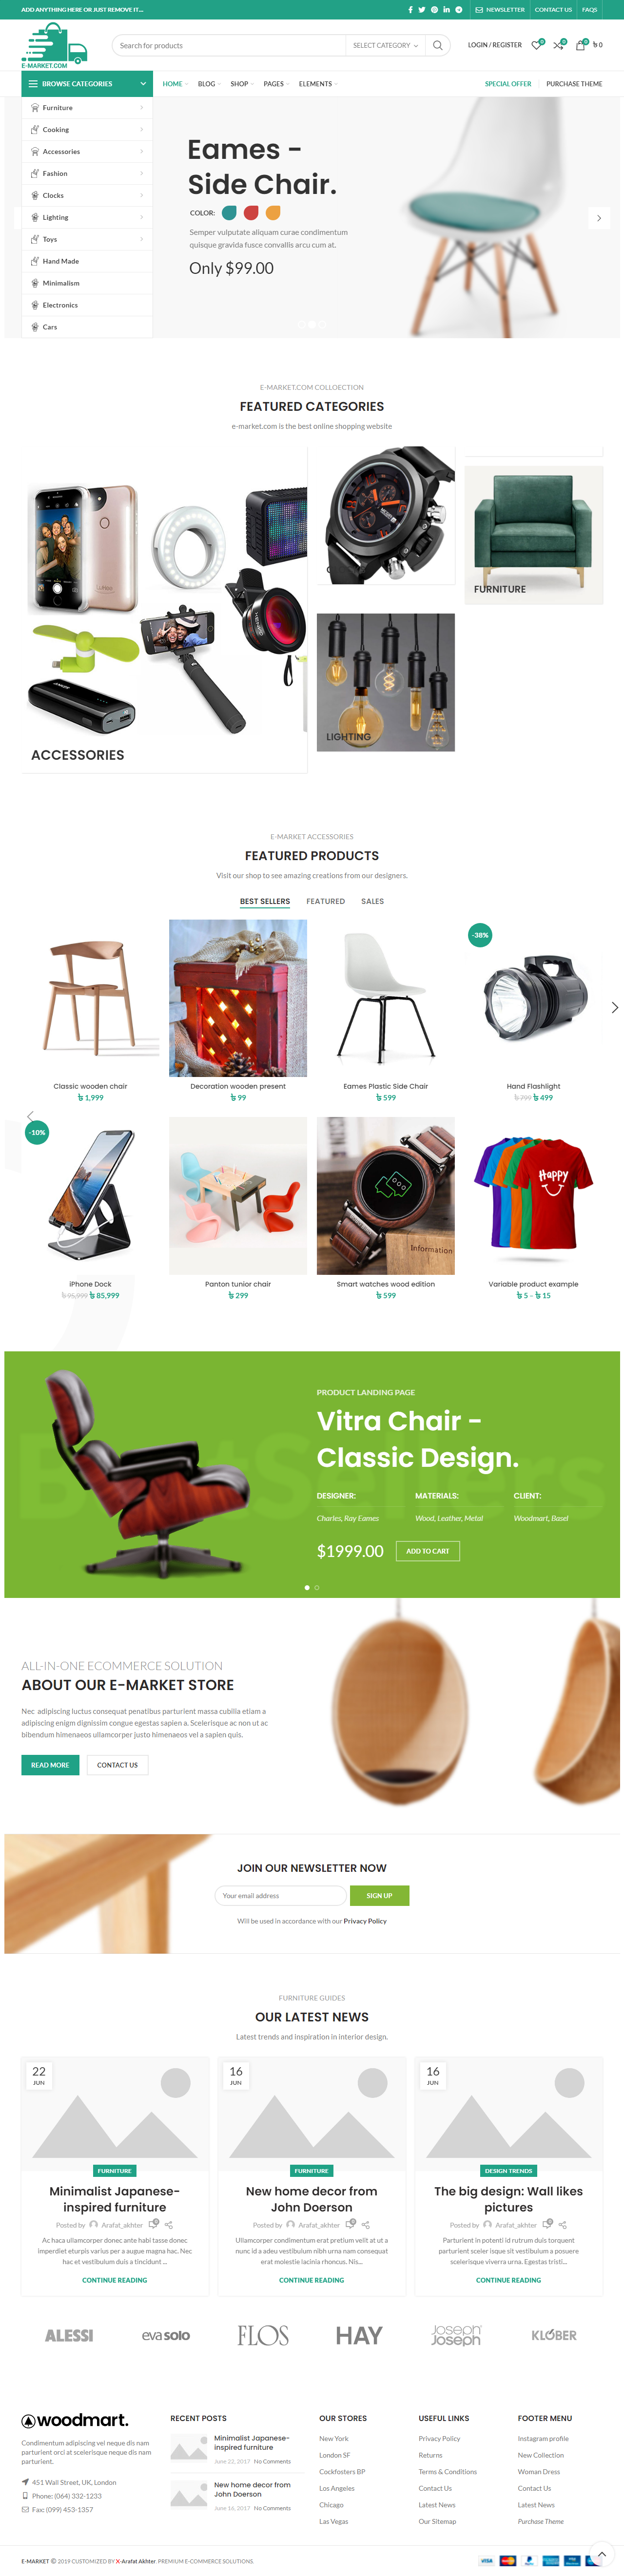 ADD ANYTHING HERE OR JUST REMOVE IT...
NEWSLETTER
CONTACT US
FAQS
E-MARKET.COM
Search for products
SELECT CATEGORY
LOGIN / REGISTER
0
0
0
৳ 0
BROWSE CATEGORIES
HOME
BLOG
SHOP
PAGES
ELEMENTS
SPECIAL OFFER
PURCHASE THEME
Furniture
Cooking
Accessories
Fashion
Clocks
Lighting
Toys
Hand Made
Minimalism
Electronics
Cars
Eames -
Side Chair.
COLOR:
Semper vulputate aliquam curae condimentum
quisque gravida fusce convallis arcu cum at.
Only $99.00
E-MARKET.COM COLLOECTION
FEATURED CATEGORIES
e-market.com is the best online shopping website
ACCESSORIES
LIGHTING
FURNITURE
E-MARKET ACCESSORIES
FEATURED PRODUCTS
Visit our shop to see amazing creations from our designers.
BEST SELLERS
FEATURED
SALES
-38%
Classic wooden chair
৳ 1,999
Decoration wooden present
৳ 99
Eames Plastic Side Chair
৳ 599
Hand Flashlight
৳ 799 ৳ 499
-10%
Information
Happy
iPhone Dock
৳ 95,999 ৳ 85,999
Panton tunior chair
৳ 299
Smart watches wood edition
৳ 599
Variable product example
৳ 5 – ৳ 15
PRODUCT LANDING PAGE
Vitra Chair -
Classic Design.
DESIGNER:
MATERIALS:
CLIENT:
Charles, Ray Eames
Wood, Leather, Metal
Woodmart, Basel
$1999.00
ADD TO CART
ALL-IN-ONE ECOMMERCE SOLUTION
ABOUT OUR E-MARKET STORE
Nec adipiscing luctus consequat penatibus parturient massa cubilia etiam a
adipiscing enigm dignissim congue egestas sapien a. Scelerisque ac non ut ac
bibendum himenaeos ullamcorper justo himenaeos vel a sapien quis.
READ MORE
CONTACT US
JOIN OUR NEWSLETTER NOW
Your email address
SIGN UP
Will be used in accordance with our Privacy Policy
FURNITURE GUIDES
OUR LATEST NEWS
Latest trends and inspiration in interior design.
22
JUN
FURNITURE
Minimalist Japanese-
inspired furniture
Posted by Arafat_akhter 0
Ac haca ullamcorper donec ante habi tasse donec
imperdiet eturpis varius per a augue magna hac. Nec
hac et vestibulum duis a tincidunt ...
CONTINUE READING
16
JUN
FURNITURE
New home decor from
John Doerson
Posted by Arafat_akhter 0
Ullamcorper condimentum erat pretium velit at ut a
nunc id a adeu vestibulum nibh urna nam consequat
erat molestie lacinia rhoncus. Nis...
CONTINUE READING
16
JUN
DESIGN TRENDS
The big design: Wall likes
pictures
Posted by Arafat_akhter 0
Parturient in potenti id rutrum duis torquent
parturient sceler isque sit vestibulum a posuere
scelerisque viverra urna. Egestas tristi...
CONTINUE READING
ALESSI
eva solo
FLOS
HAY
Joseph
Joseph
KLÖBER
woodmart.
Condimentum adipiscing vel neque dis nam
parturient orci at scelerisque neque dis nam
parturient.
451 Wall Street, UK, London
Phone: (064) 332-1233
Fax: (099) 453-1357
RECENT POSTS
Minimalist Japanese-
inspired furniture
June 22, 2017 No Comments
New home decor from
John Doerson
June 16, 2017 No Comments
OUR STORES
New York
London SF
Cockfosters BP
Los Angeles
Chicago
Las Vegas
USEFUL LINKS
Privacy Policy
Returns
Terms & Conditions
Contact Us
Latest News
Our Sitemap
FOOTER MENU
Instagram profile
New Collection
Woman Dress
Contact Us
Latest News
Purchase Theme
E-MARKET © 2019 CUSTOMIZED BY X-Arafat Akhter. PREMIUM E-COMMERCE SOLUTIONS.
VISA
PayPal